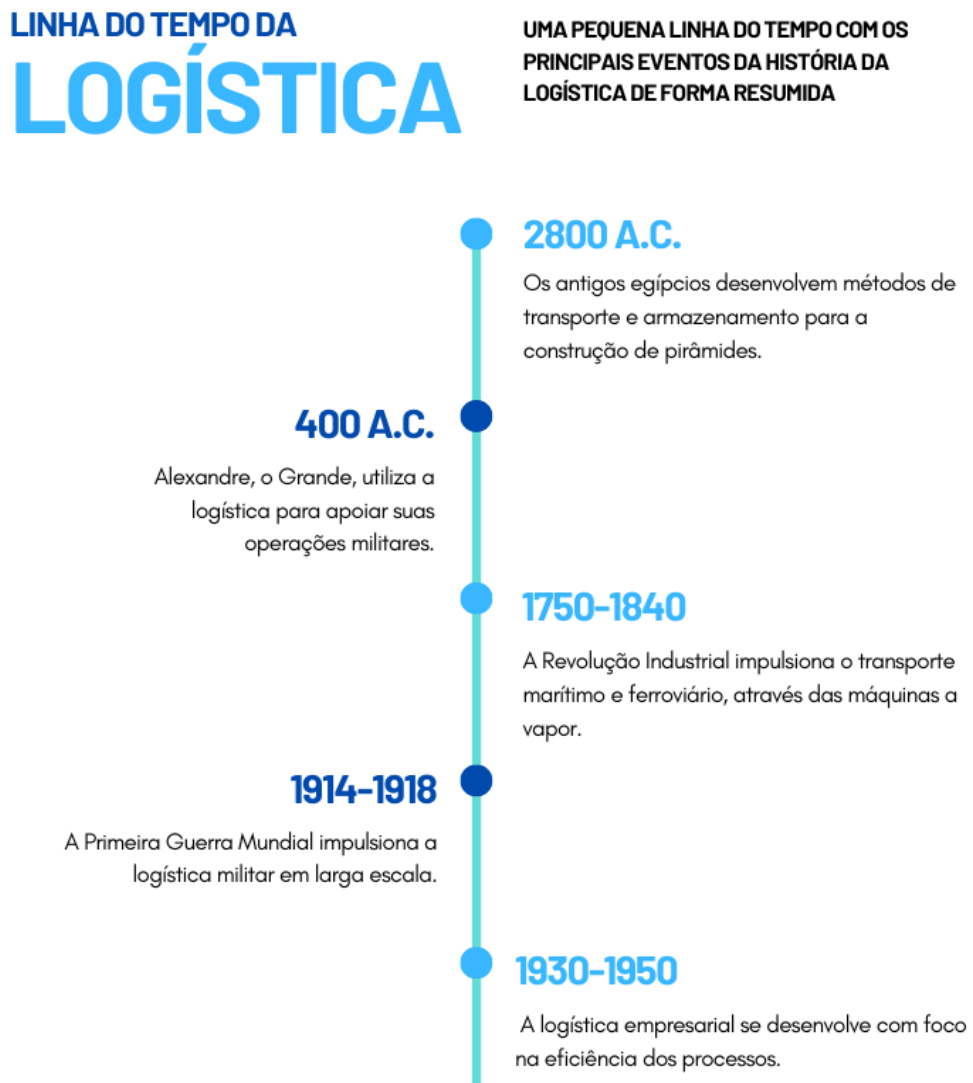 LINHA DO TEMPO DA
LOGÍSTICA
UMA PEQUENA LINHA DO TEMPO COM OS
PRINCIPAIS EVENTOS DA HISTÓRIA DA
LOGÍSTICA DE FORMA RESUMIDA
2800 A.C.
Os antigos egípcios desenvolvem métodos de
transporte e armazenamento para a
construção de pirâmides.
400 A.C.
Alexandre, o Grande, utiliza a
logística para apoiar suas
operações militares.
1750-1840
A Revolução Industrial impulsiona o transporte
marítimo e ferroviário, através das máquinas a
vapor.
1914-1918
A Primeira Guerra Mundial impulsiona a
logística militar em larga escala.
1930-1950
A logística empresarial se desenvolve com foco
na eficiência dos processos.